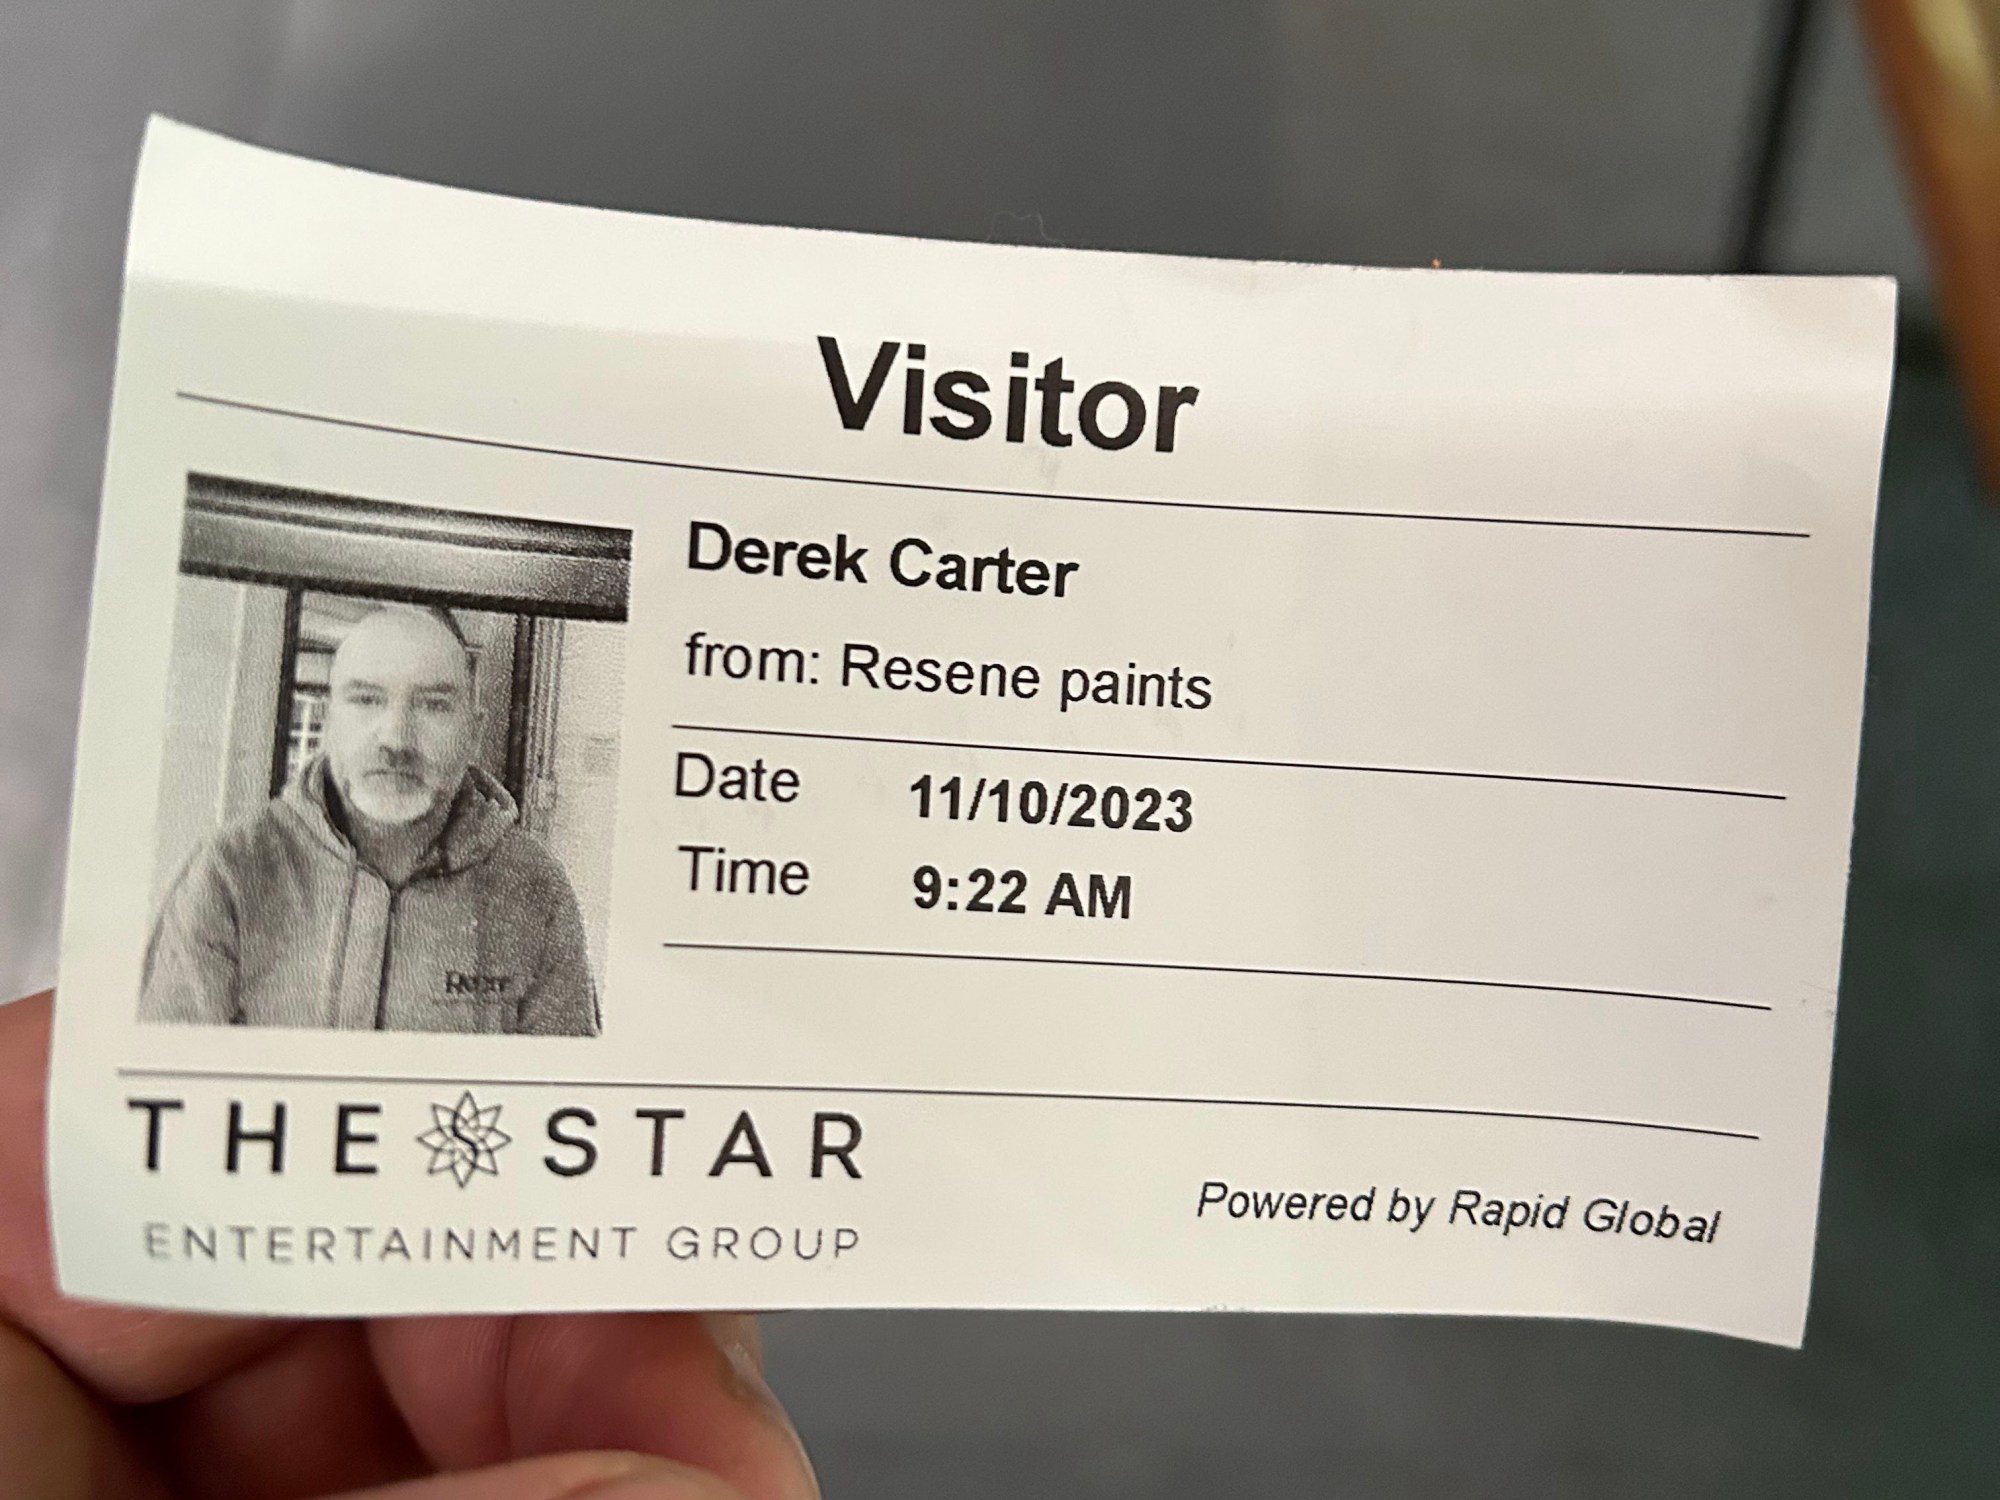 Visitor
Derek Carter
from: Resene paints
Date 11/10/2023
Time 9:22 AM
THE STAR
ENTERTAINMENT GROUP
Powered by Rapid Global